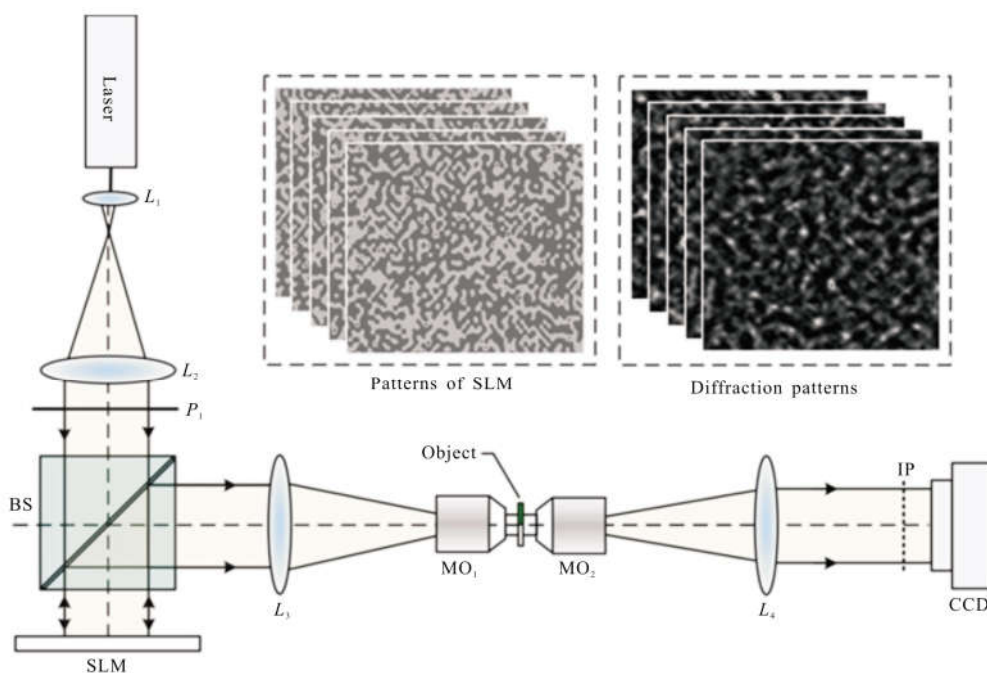 Laser
L₁
L₂
P₁
BS
SLM
Patterns of SLM
Diffraction patterns
Object
L₃
MO₁
MO₂
L₄
IP
CCD